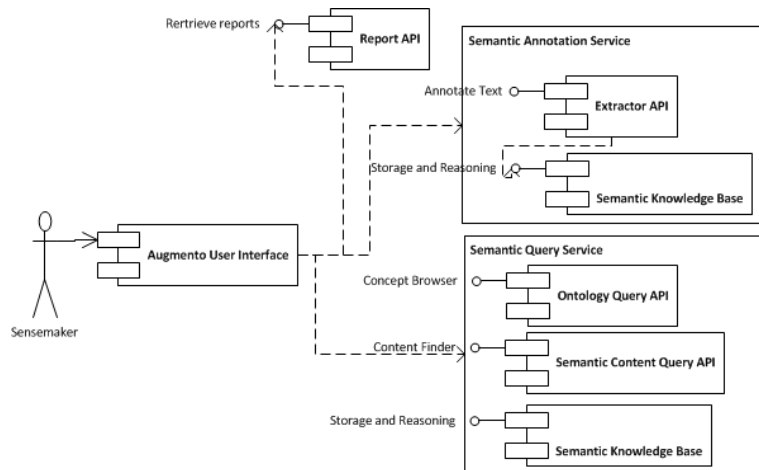 Rertrieve reports
Report API
Semantic Annotation Service
Annotate Text
Extractor API
Storage and Reasoning
Semantic Knowledge Base
Augmento User Interface
Sensemaker
Semantic Query Service
Concept Browser
Ontology Query API
Content Finder
Semantic Content Query API
Storage and Reasoning
Semantic Knowledge Base